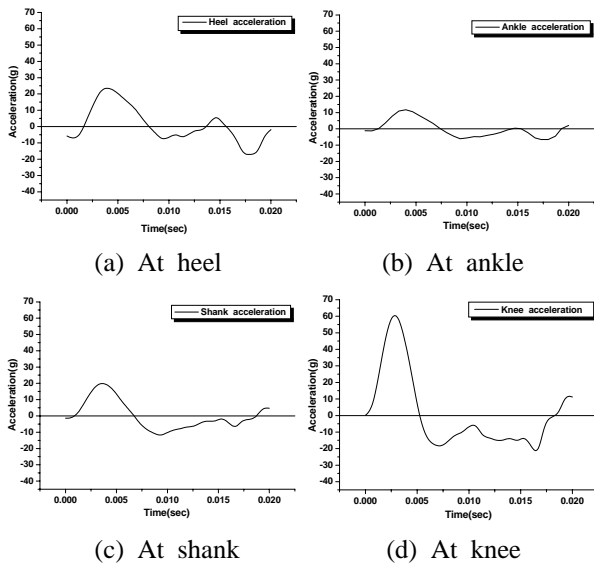 Heel acceleration
Acceleration(g)
70
60
50
40
30
20
10
0
-10
-20
-30
-40
0.000 0.005 0.010 0.015 0.020
Time(sec)
(a) At heel
Ankle acceleration
Acceleration(g)
70
60
50
40
30
20
10
0
-10
-20
-30
-40
0.000 0.005 0.010 0.015 0.020
Time(sec)
(b) At ankle
Shank acceleration
Acceleration(g)
70
60
50
40
30
20
10
0
-10
-20
-30
-40
0.000 0.005 0.010 0.015 0.020
Time(sec)
(c) At shank
Knee acceleration
Acceleration(g)
70
60
50
40
30
20
10
0
-10
-20
-30
-40
0.000 0.005 0.010 0.015 0.020
Time(sec)
(d) At knee